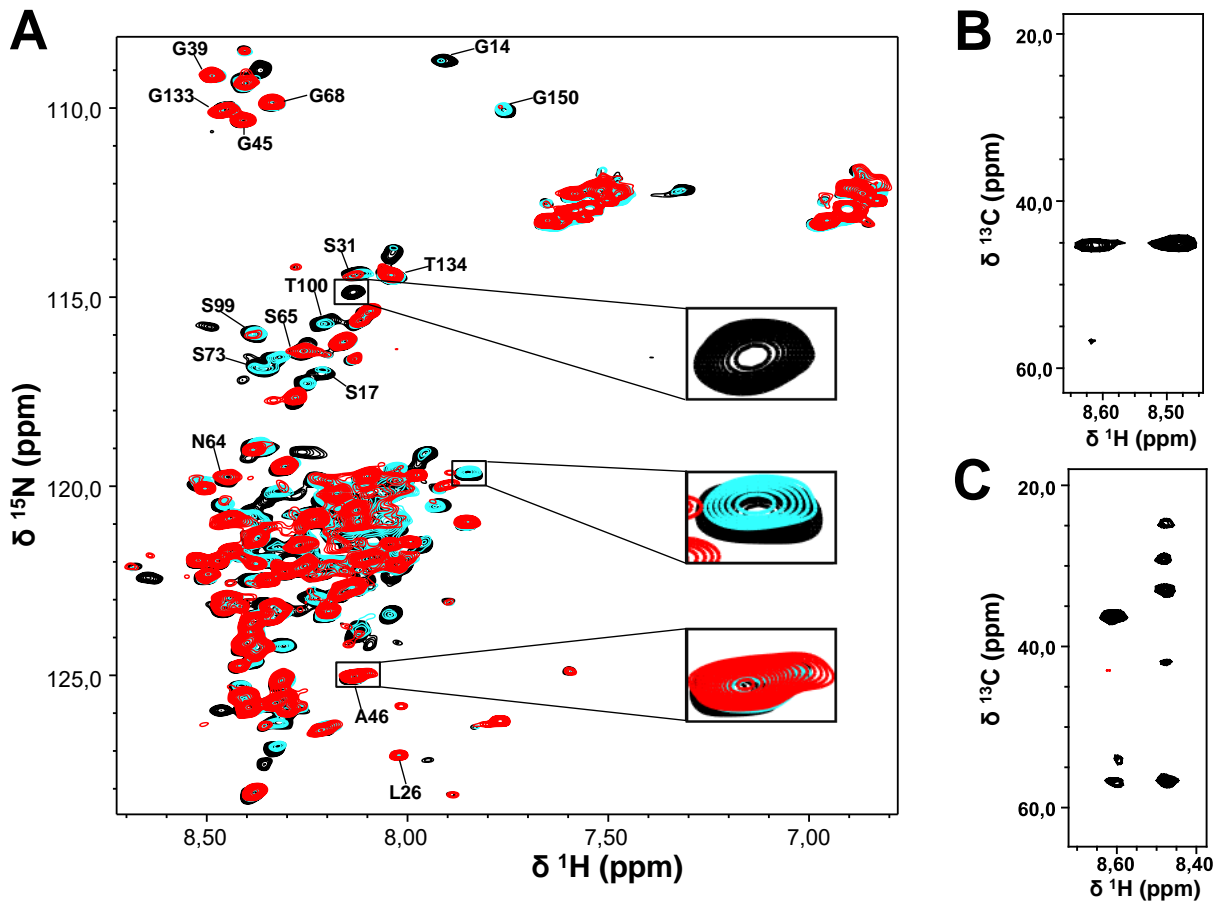 A
B
C
G39
G14
G133
G68
G150
G45
S31
T134
T100
S99
S65
S73
S17
N64
A46
L26
110,0
115,0
120,0
125,0
δ ¹⁵N (ppm)
8,50
8,00
7,50
7,00
δ ¹H (ppm)
20,0
40,0
60,0
δ ¹³C (ppm)
8,60
8,50
δ ¹H (ppm)
20,0
40,0
60,0
δ ¹³C (ppm)
8,60
8,40
δ ¹H (ppm)